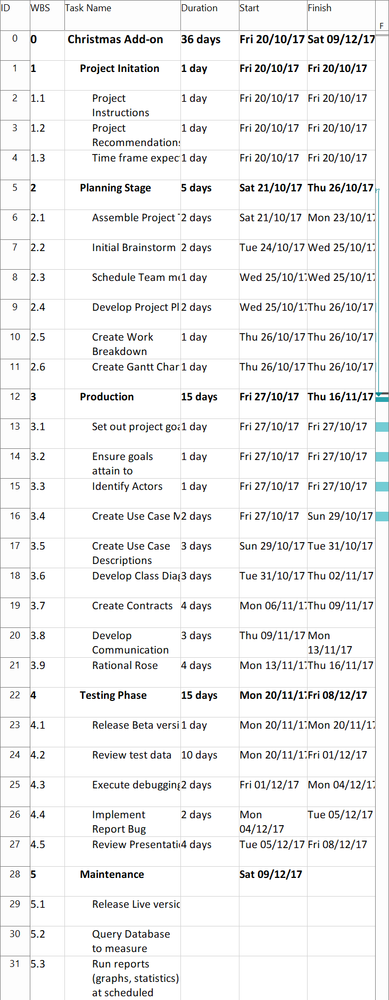 ID WBS Task Name Duration Start Finish
F
0 0 Christmas Add-on 36 days Fri 20/10/17 Sat 09/12/17
1 1 Project Initation 1 day Fri 20/10/17 Fri 20/10/17
2 1.1 Project 1 day Fri 20/10/17 Fri 20/10/17
Instructions
3 1.2 Project 1 day Fri 20/10/17 Fri 20/10/17
Recommendations
4 1.3 Time frame expec 1 day Fri 20/10/17 Fri 20/10/17
5 2 Planning Stage 5 days Sat 21/10/17 Thu 26/10/17
6 2.1 Assemble Project 2 days Sat 21/10/17 Mon 23/10/17
7 2.2 Initial Brainstorm 2 days Tue 24/10/17 Wed 25/10/17
8 2.3 Schedule Team me 1 day Wed 25/10/17 Wed 25/10/17
9 2.4 Develop Project Pl 2 days Wed 25/10/17 Thu 26/10/17
10 2.5 Create Work 1 day Thu 26/10/17 Thu 26/10/17
Breakdown
11 2.6 Create Gantt Char 1 day Thu 26/10/17 Thu 26/10/17
12 3 Production 15 days Fri 27/10/17 Thu 16/11/17
13 3.1 Set out project goa 1 day Fri 27/10/17 Fri 27/10/17
14 3.2 Ensure goals 1 day Fri 27/10/17 Fri 27/10/17
attain to
15 3.3 Identify Actors 1 day Fri 27/10/17 Fri 27/10/17
16 3.4 Create Use Case M 2 days Fri 27/10/17 Sun 29/10/17
17 3.5 Create Use Case 3 days Sun 29/10/17 Tue 31/10/17
Descriptions
18 3.6 Develop Class Diag 3 days Tue 31/10/17 Thu 02/11/17
19 3.7 Create Contracts 4 days Mon 06/11/17 Thu 09/11/17
20 3.8 Develop 3 days Thu 09/11/17 Mon
Communication 13/11/17
21 3.9 Rational Rose 4 days Mon 13/11/17 Thu 16/11/17
22 4 Testing Phase 15 days Mon 20/11/17 Fri 08/12/17
23 4.1 Release Beta versi 1 day Mon 20/11/17 Mon 20/11/17
24 4.2 Review test data 10 days Mon 20/11/17 Fri 01/12/17
25 4.3 Execute debugging 2 days Fri 01/12/17 Mon 04/12/17
26 4.4 Implement 2 days Mon Tue 05/12/17
Report Bug 04/12/17
27 4.5 Review Presentati 4 days Tue 05/12/17 Fri 08/12/17
28 5 Maintenance Sat 09/12/17
29 5.1 Release Live versic
30 5.2 Query Database
to measure
31 5.3 Run reports
(graphs, statistics)
at scheduled